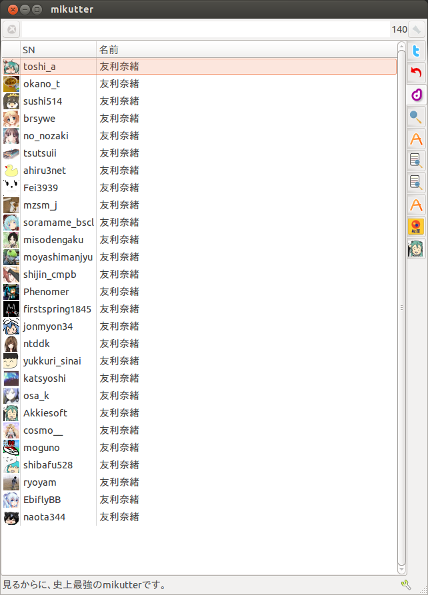 mikutter
140
SN 名前
toshi_a 友利奈緒
okano_t 友利奈緒
sushi514 友利奈緒
brsywe 友利奈緒
no_nozaki 友利奈緒
tsutsuii 友利奈緒
ahiru3net 友利奈緒
Fei3939 友利奈緒
mzsm_j 友利奈緒
soramame_bscl 友利奈緒
misodengaku 友利奈緒
moyashimanjyu 友利奈緒
shijin_cmpb 友利奈緒
Phenomer 友利奈緒
firstspring1845 友利奈緒
jonmyon34 友利奈緒
ntddk 友利奈緒
yukkuri_sinai 友利奈緒
katsyoshi 友利奈緒
osa_k 友利奈緒
Akkiesoft 友利奈緒
cosmo__ 友利奈緒
moguno 友利奈緒
shibafu528 友利奈緒
ryoyam 友利奈緒
EbiflyBB 友利奈緒
naota344 友利奈緒
見るからに、史上最強のmikutterです。